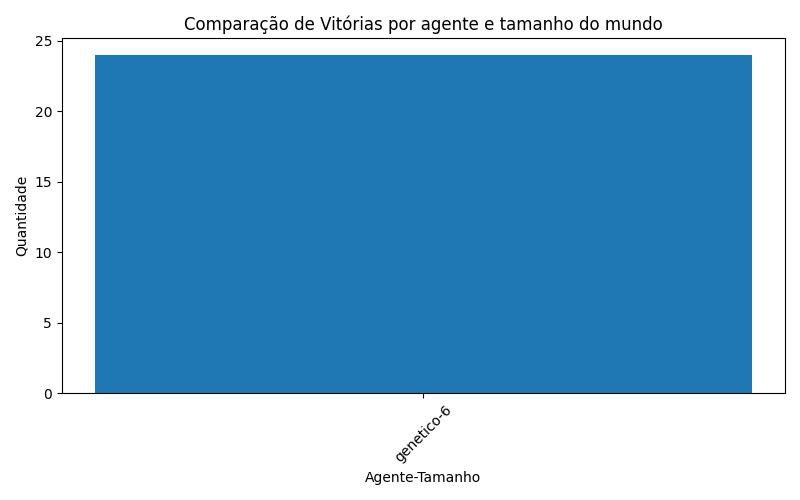 Comparação de Vitórias por agente e tamanho do mundo
25
20
15
10
5
0
Quantidade
genetico-6
Agente-Tamanho